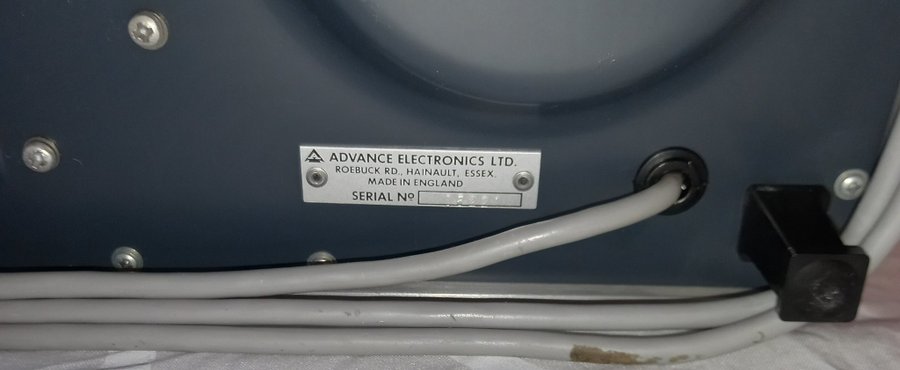 ADVANCE ELECTRONICS LTD.
ROEBUCK RD., HAINAULT, ESSEX.
MADE IN ENGLAND
SERIAL Nº